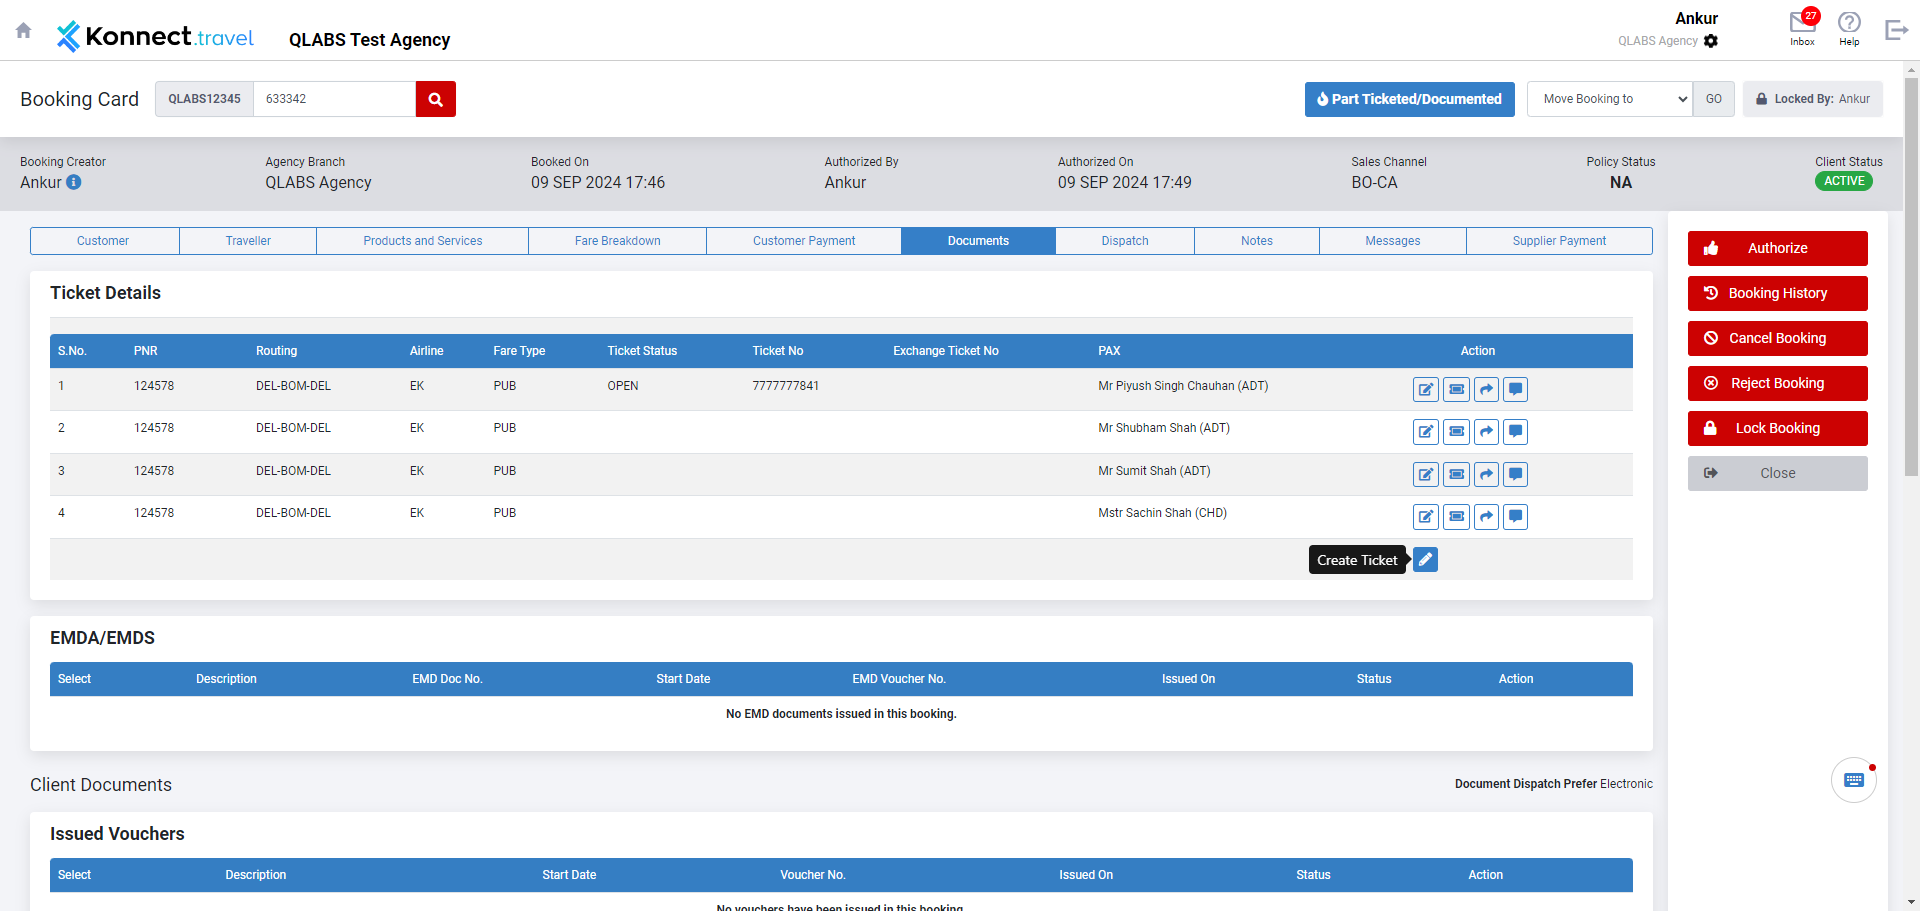 Konnect.travel
QLABS Test Agency
Ankur
QLABS Agency
27
Inbox
Help
Booking Card
QLABS12345
633342
Part Ticketed/Documented
Move Booking to
GO
Locked By: Ankur
Booking Creator
Ankur
Agency Branch
QLABS Agency
Booked On
09 SEP 2024 17:46
Authorized By
Ankur
Authorized On
09 SEP 2024 17:49
Sales Channel
BO-CA
Policy Status
NA
Client Status
ACTIVE
Customer
Traveller
Products and Services
Fare Breakdown
Customer Payment
Documents
Dispatch
Notes
Messages
Supplier Payment
Authorize
Booking History
Cancel Booking
Reject Booking
Lock Booking
Close
Ticket Details
S.No. PNR Routing Airline Fare Type Ticket Status Ticket No Exchange Ticket No PAX Action
1 124578 DEL-BOM-DEL EK PUB OPEN 7777777841 Mr Piyush Singh Chauhan (ADT)
2 124578 DEL-BOM-DEL EK PUB Mr Shubham Shah (ADT)
3 124578 DEL-BOM-DEL EK PUB Mr Sumit Shah (ADT)
4 124578 DEL-BOM-DEL EK PUB Mstr Sachin Shah (CHD)
Create Ticket
EMDA/EMDS
Select Description EMD Doc No. Start Date EMD Voucher No. Issued On Status Action
No EMD documents issued in this booking.
Client Documents
Document Dispatch Prefer Electronic
Issued Vouchers
Select Description Start Date Voucher No. Issued On Status Action
No vouchers have been issued in this booking.